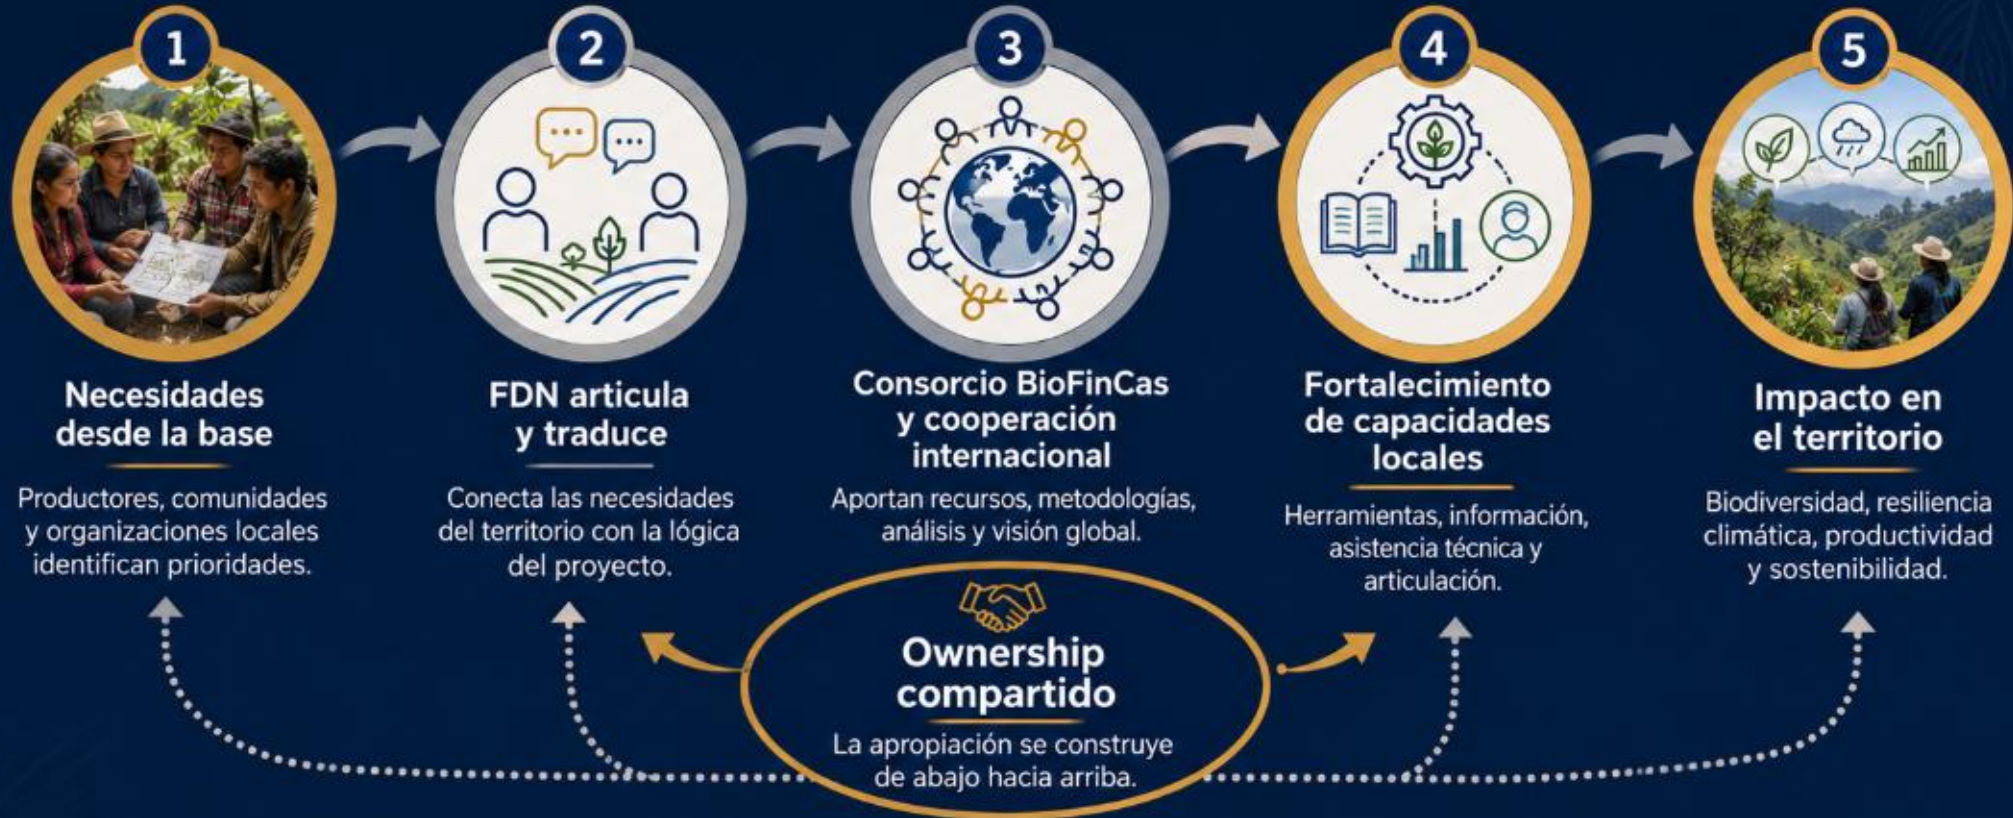 1
Necesidades
desde la base
Productores, comunidades
y organizaciones locales
identifican prioridades.
2
FDN articula
y traduce
Conecta las necesidades
del territorio con la lógica
del proyecto.
3
Consorcio BioFinCas
y cooperación
internacional
Aportan recursos, metodologías,
análisis y visión global.
4
Fortalecimiento
de capacidades
locales
Herramientas, información,
asistencia técnica y
articulación.
5
Impacto en
el territorio
Biodiversidad, resiliencia
climática, productividad
y sostenibilidad.
Ownership
compartido
La apropiación se construye
de abajo hacia arriba.